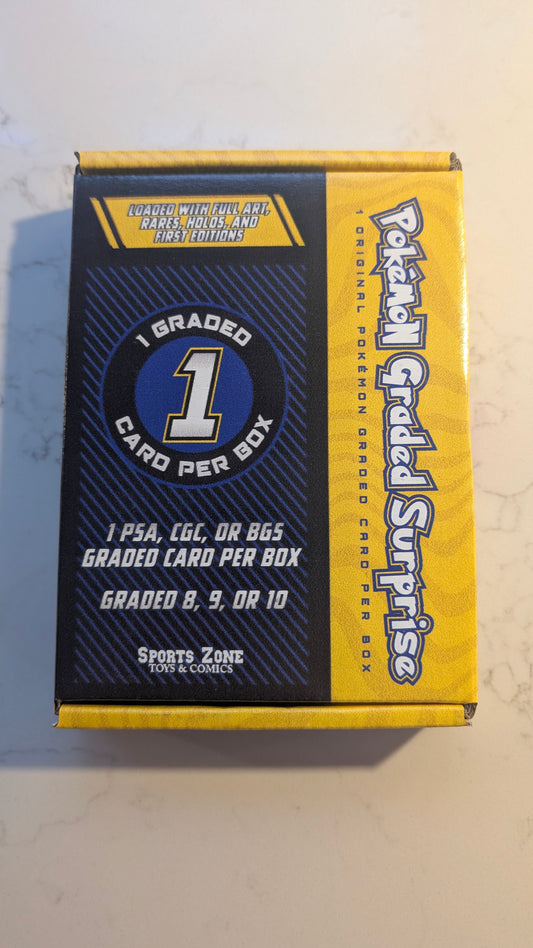 LOADED WITH FULL ART,
RARES, HOLOS, AND
FIRST EDITIONS
1 GRADED
1
CARD PER BOX
1 PSA, CGC, OR BGS
GRADED CARD PER BOX
GRADED 8, 9, OR 10
SPORTS ZONE
TOYS & COMICS
POKéMON Graded Surprise
1 ORIGINAL POKÉMON GRADED CARD PER BOX